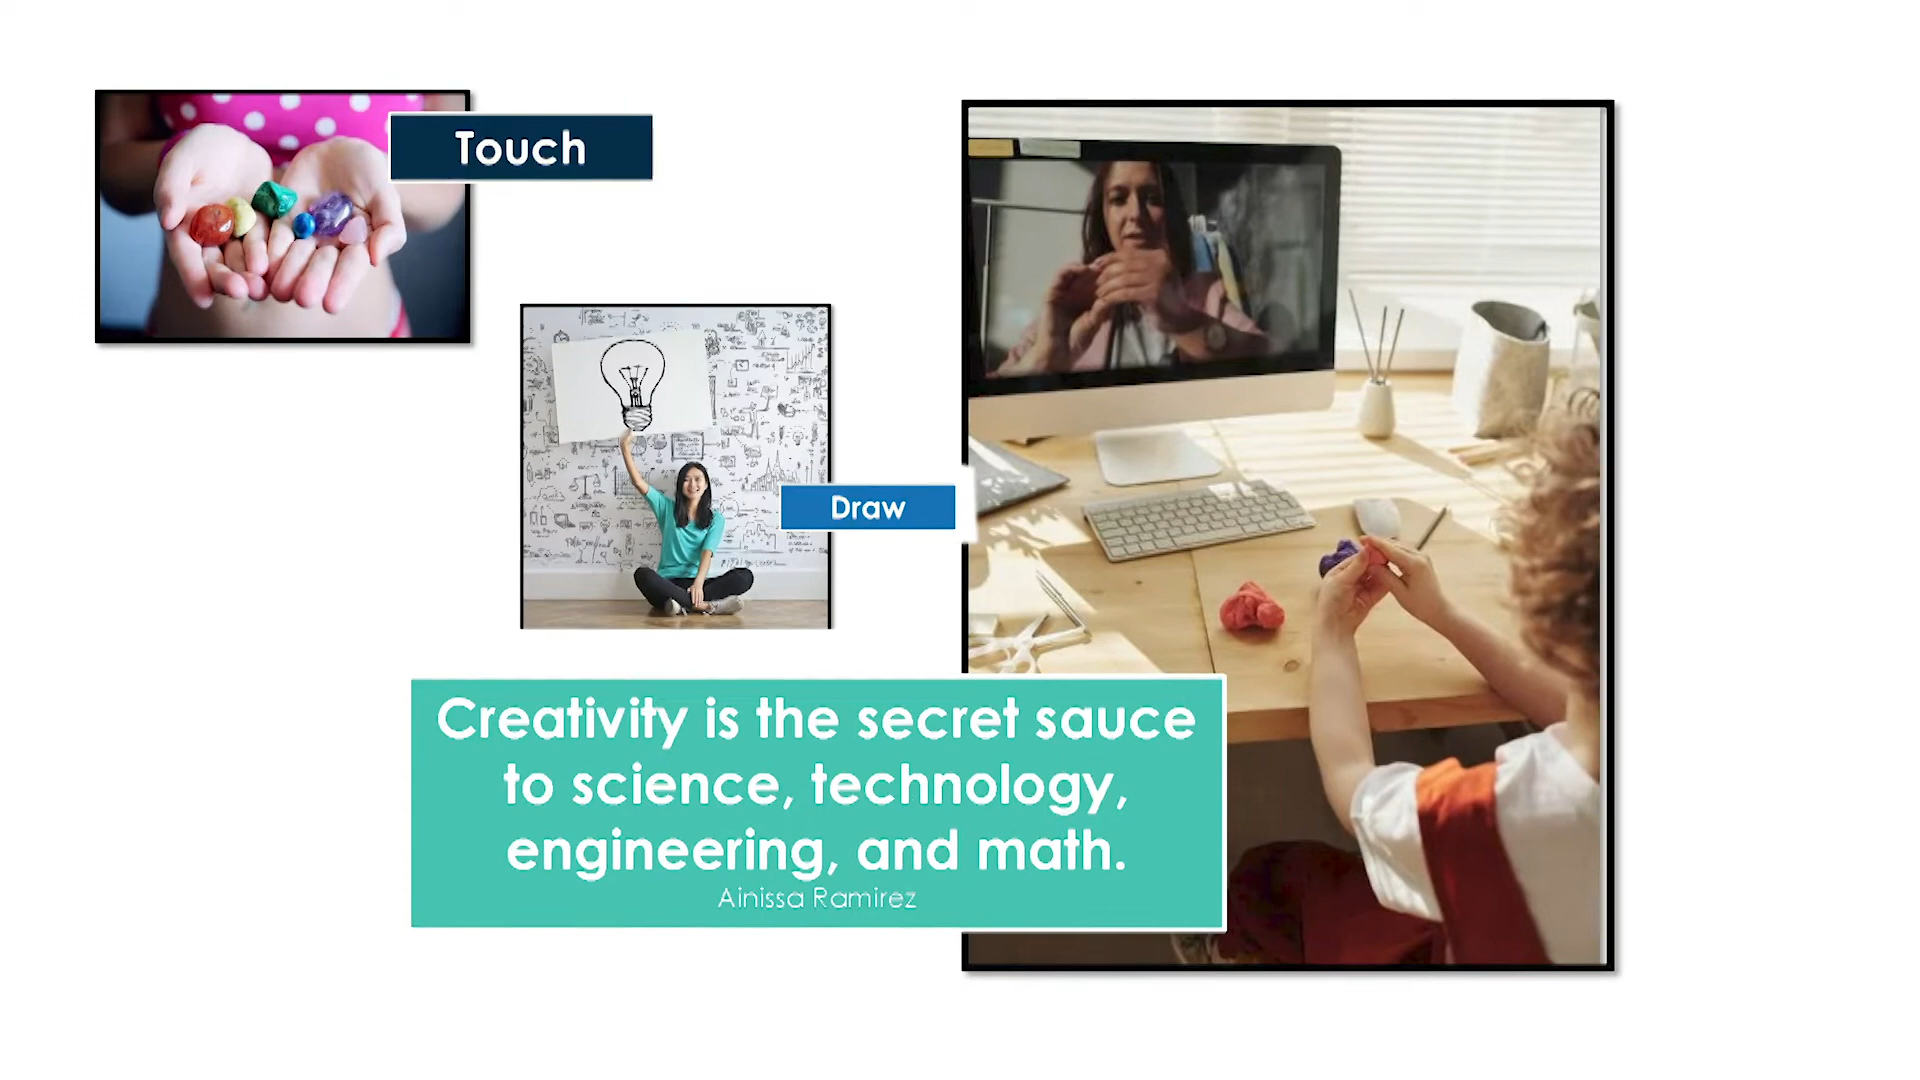 Touch
Draw
Creativity is the secret sauce
to science, technology,
engineering, and math.
Ainissa Ramirez